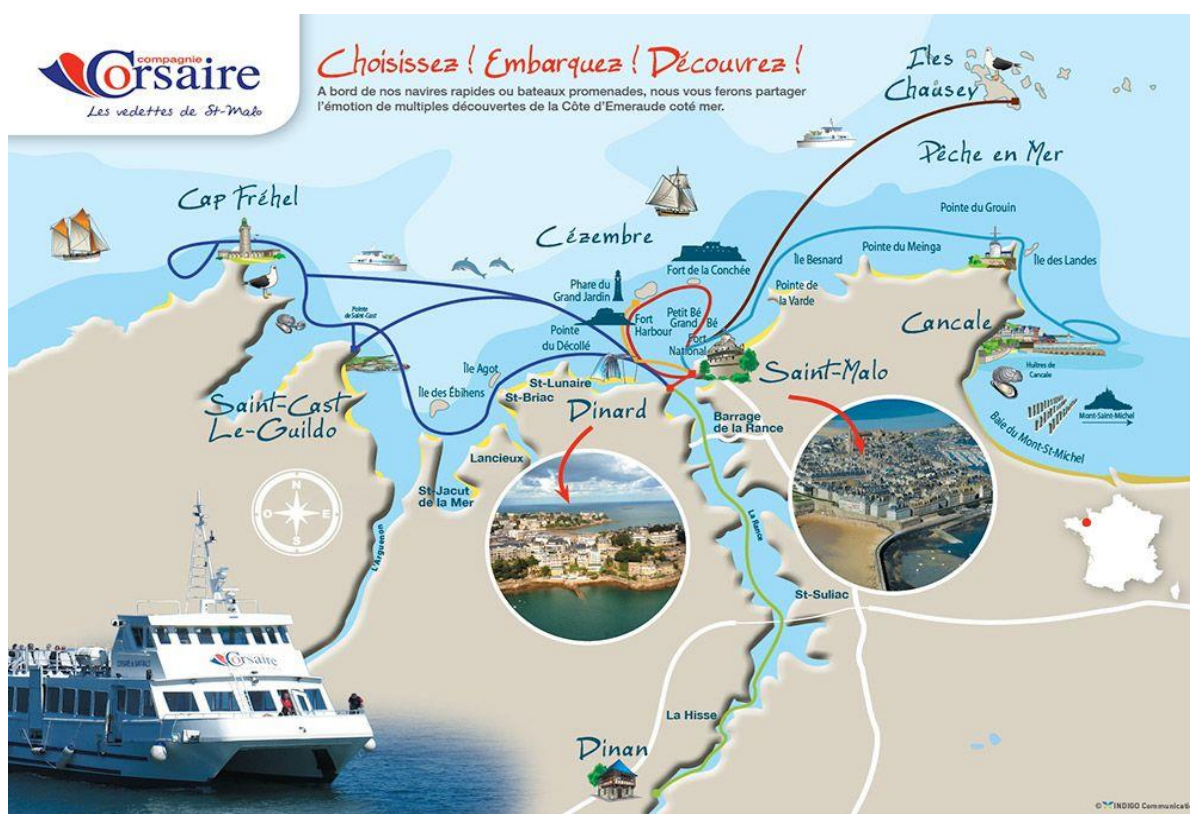 compagnie
Corsaire
Les vedettes de St-Malo
Choisissez ! Embarquez ! Découvrez !
A bord de nos navires rapides ou bateaux promenades, nous vous ferons partager
l'émotion de multiples découvertes de la Côte d'Emeraude coté mer.
Iles
Chausey
Pêche en Mer
Cap Fréhel
Cézembre
Pointe du Grouin
Pointe du Meinga
Île Besnard
Île des Landes
Fort de la Conchée
Phare du
Grand Jardin
Pointe de
la Varde
Petit Bé
Grand Bé
Fort
Harbour
Fort
National
Pointe
du Décollé
Pointe
de Saint-Cast
Cancale
Île Agot
Île des Ébihens
St-Lunaire
St-Briac
Saint-Malo
Huîtres de
Cancale
Mont-Saint-Michel
Baie du Mont-St-Michel
Saint-Cast
Le-Guildo
Dinard
Barrage
de la Rance
Lancieux
St-Jacut
de la Mer
N
O
E
S
L'Arguenon
La Rance
St-Suliac
Corsaire
La Hisse
Dinan
© INDIGO Communicatio